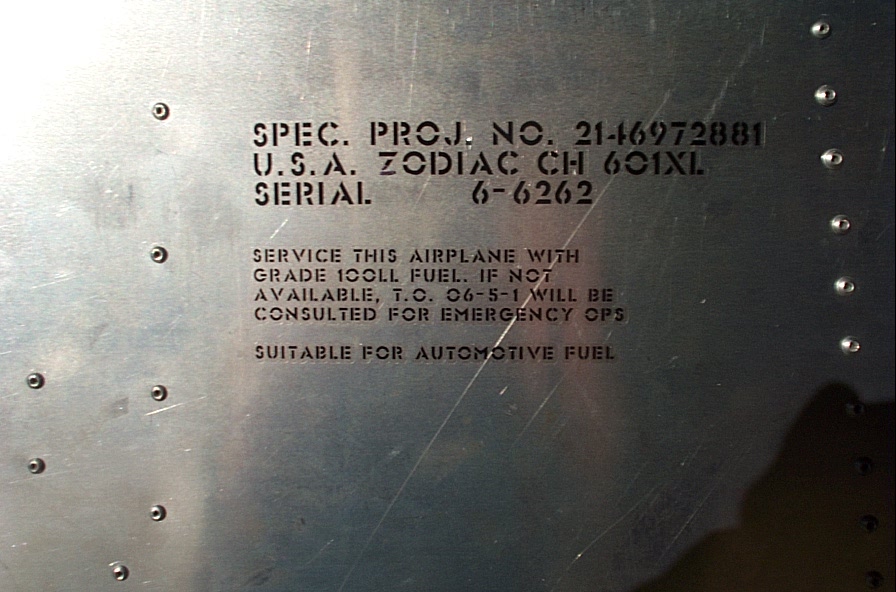 SPEC. PROJ. NO. 2146972881
U.S.A. ZODIAC CH 601XL
SERIAL 6-6262
SERVICE THIS AIRPLANE WITH
GRADE 100LL FUEL. IF NOT
AVAILABLE, T.O. 06-5-1 WILL BE
CONSULTED FOR EMERGENCY OPS
SUITABLE FOR AUTOMOTIVE FUEL